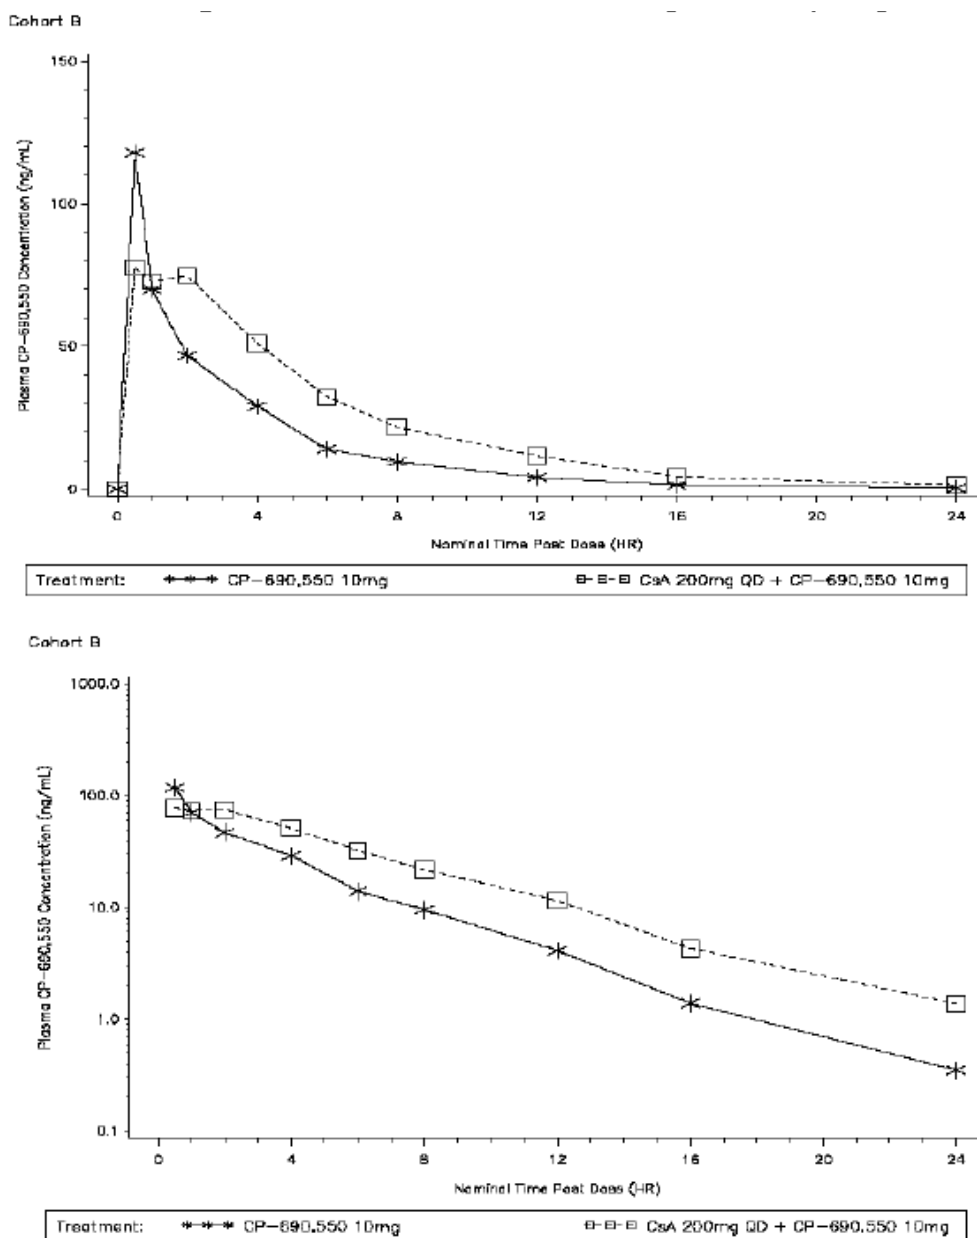 Cohort B
150
100
50
0
Plasma CP-690,550 Concentration (ng/mL)
0 4 8 12 16 20 24
Nominal Time Post Dose (HR)
Treatment: CP-690,550 10mg CsA 200mg QD + CP-690,550 10mg
Cohort B
1000.0
100.0
10.0
1.0
0.1
Plasma CP-690,550 Concentration (ng/mL)
0 4 8 12 16 20 24
Nominal Time Post Dose (HR)
Treatment: CP-690,550 10mg CsA 200mg QD + CP-690,550 10mg